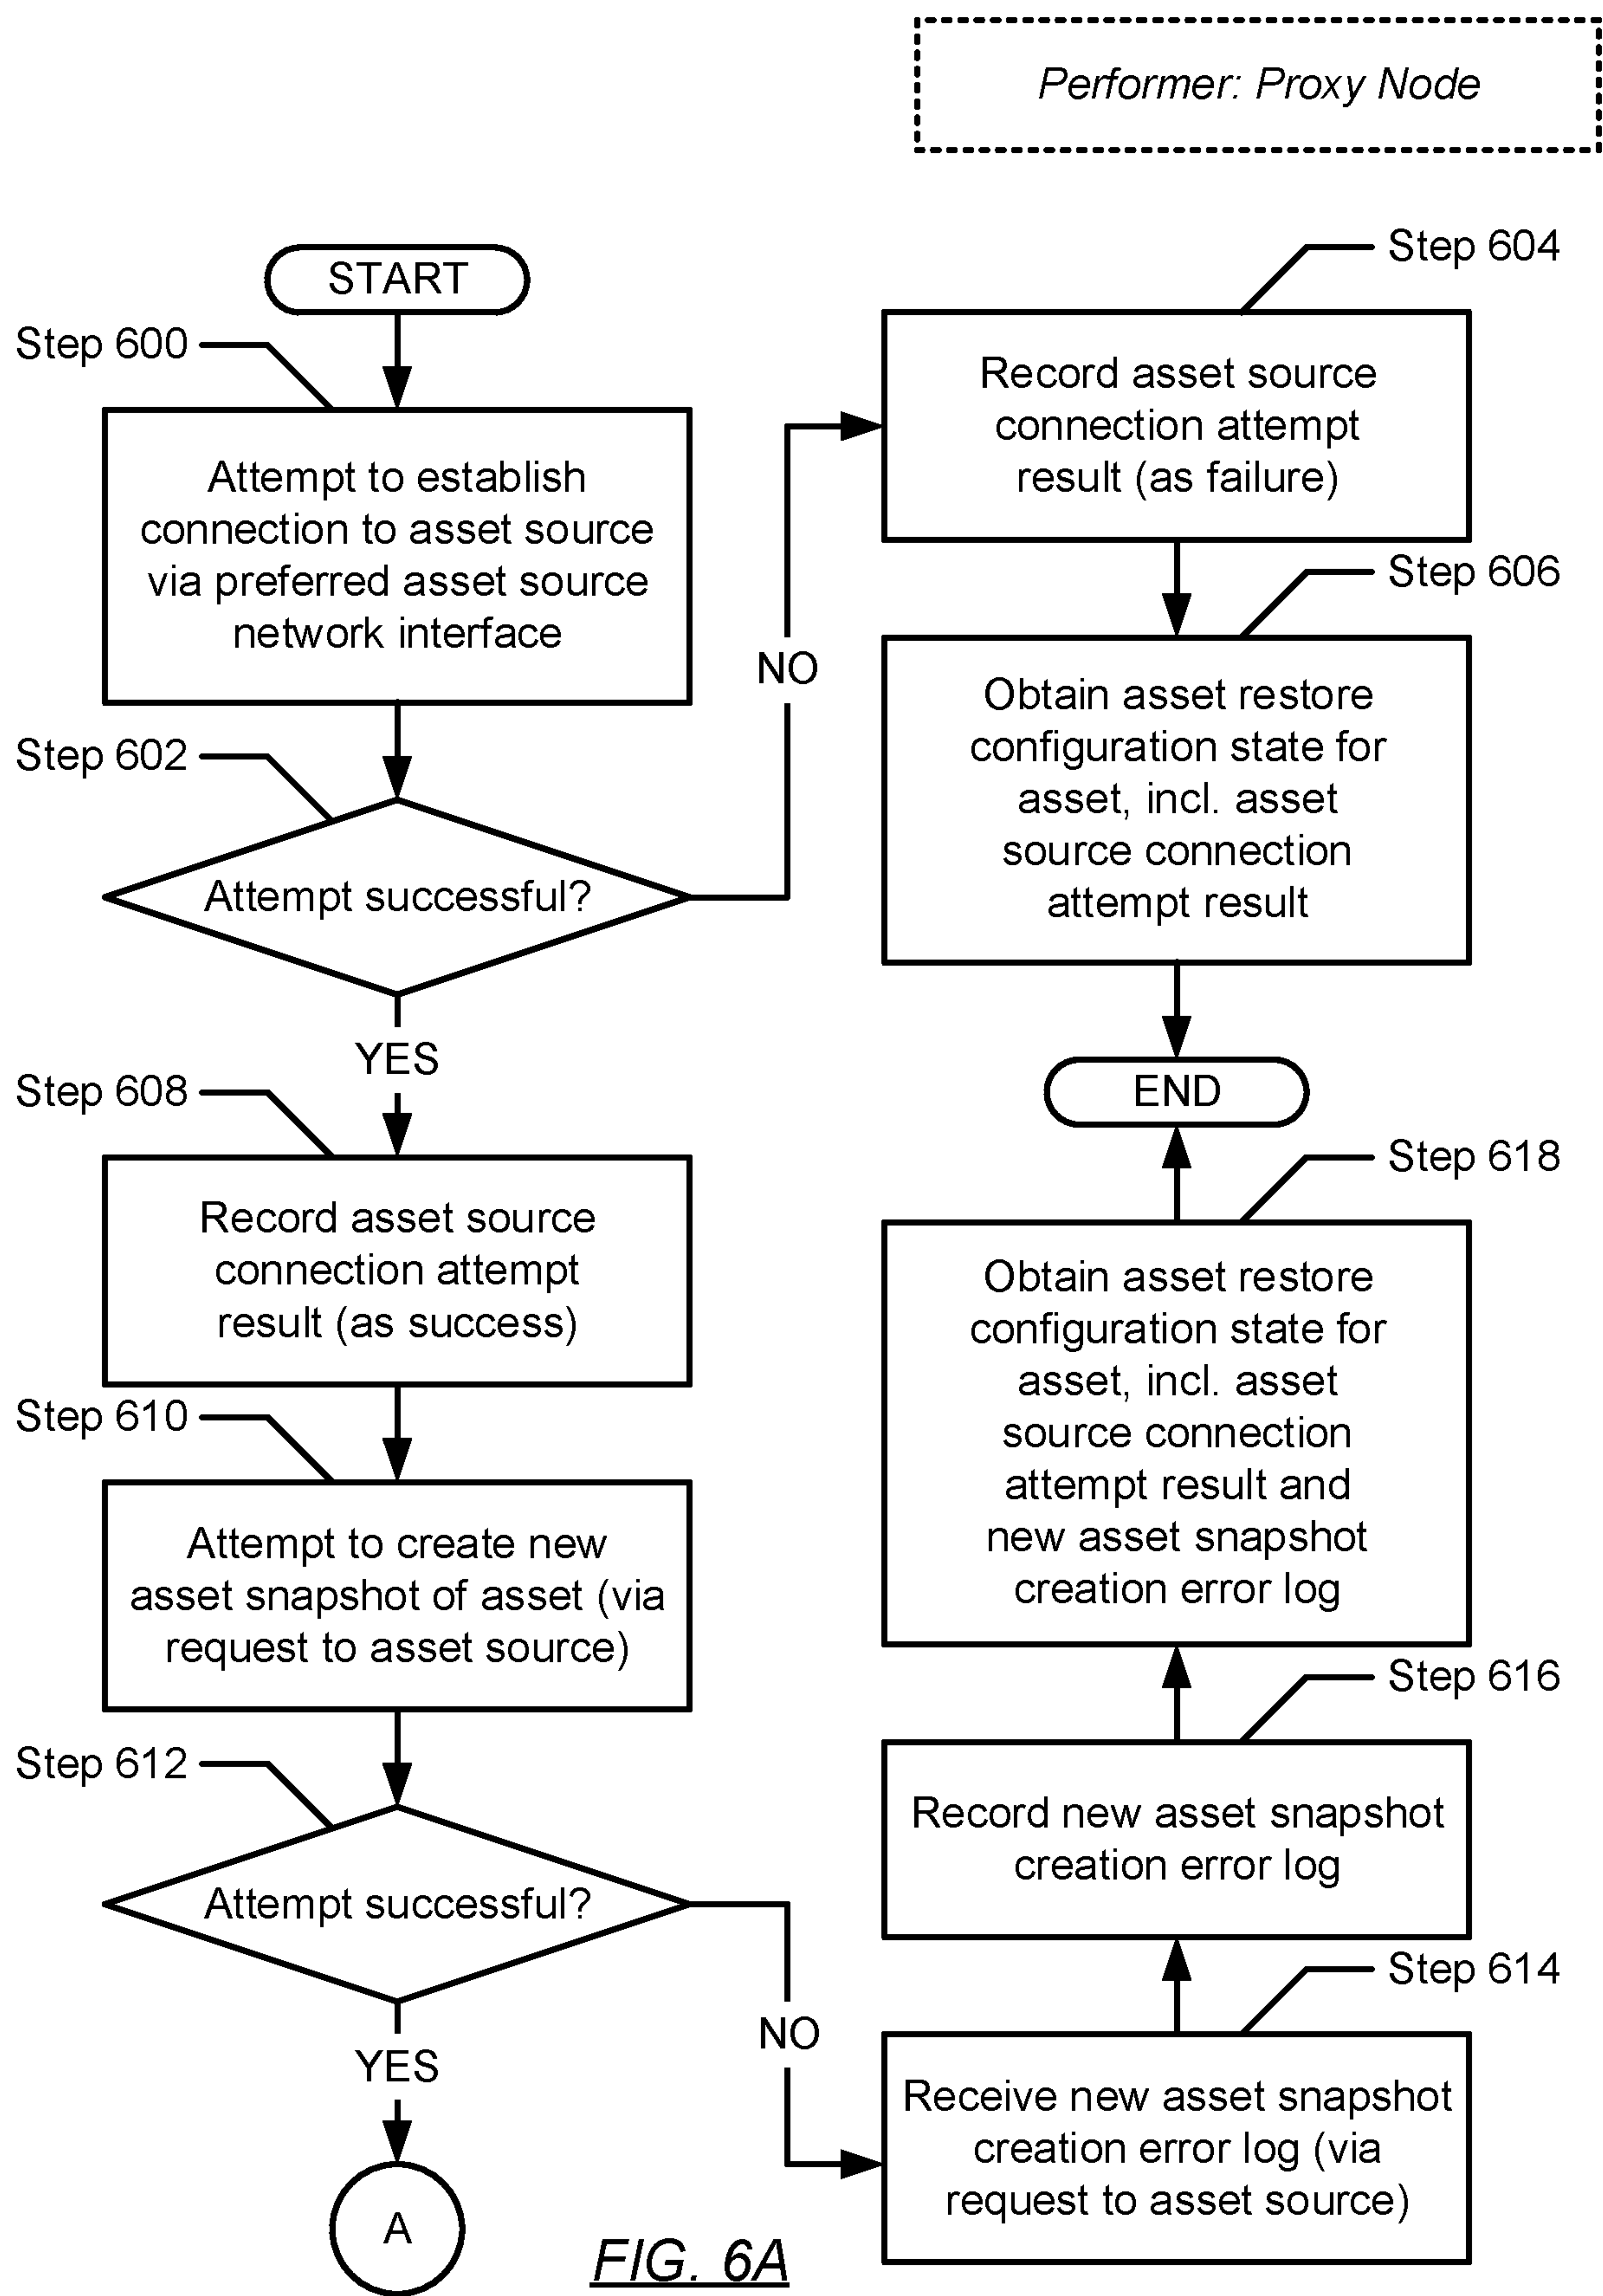 Performer: Proxy Node
START
Step 600
Attempt to establish
connection to asset source
via preferred asset source
network interface
Step 602
Attempt successful?
NO
Step 604
Record asset source
connection attempt
result (as failure)
Step 606
Obtain asset restore
configuration state for
asset, incl. asset
source connection
attempt result
END
YES
Step 608
Record asset source
connection attempt
result (as success)
Step 610
Attempt to create new
asset snapshot of asset (via
request to asset source)
Step 612
Attempt successful?
NO
YES
A
Step 618
Obtain asset restore
configuration state for
asset, incl. asset
source connection
attempt result and
new asset snapshot
creation error log
Step 616
Record new asset snapshot
creation error log
Step 614
Receive new asset snapshot
creation error log (via
request to asset source)
FIG. 6A